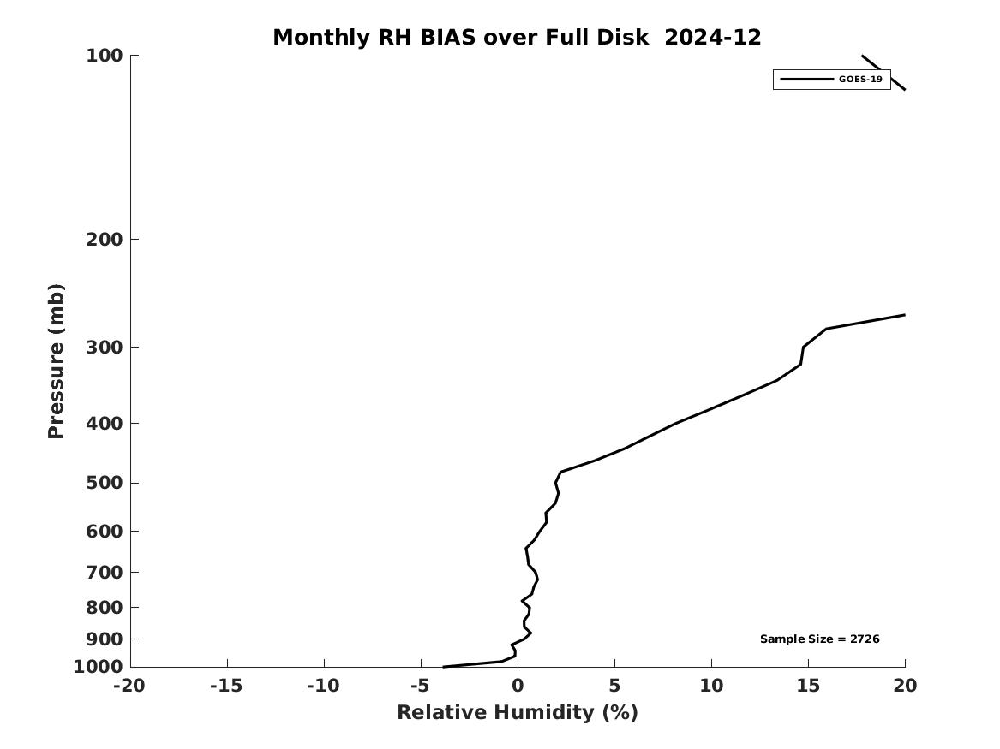 Monthly RH BIAS over Full Disk  2024-12
100
GOES-19
200
300
Pressure (mb)
400
500
600
700
800
900
Sample Size = 2726
1000
-20 -15 -10 -5 0 5 10 15 20
Relative Humidity (%)